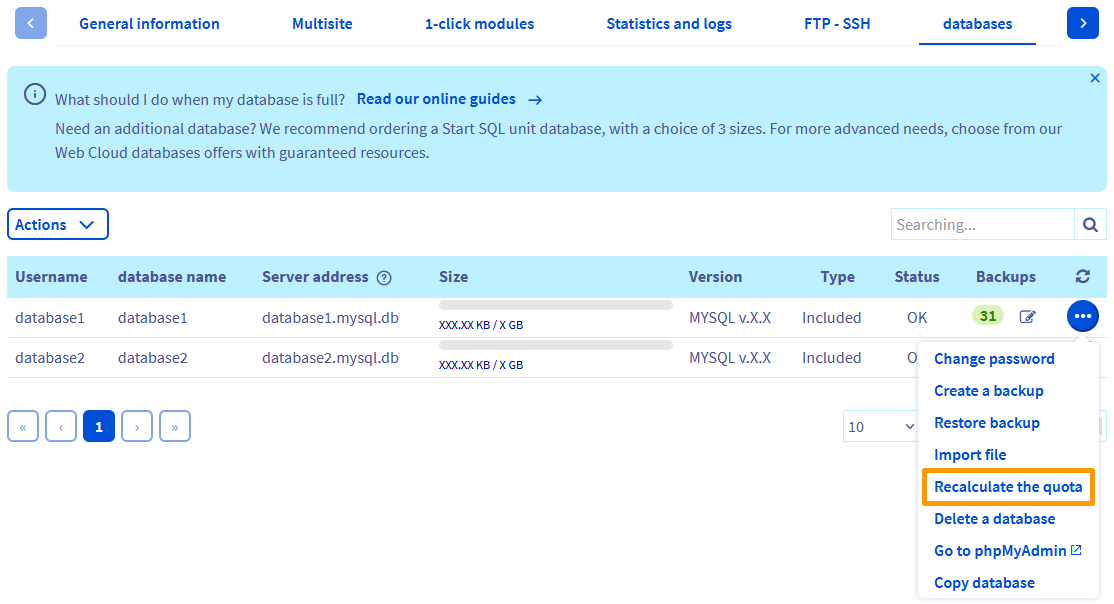 General information Multisite 1-click modules Statistics and logs FTP - SSH databases
What should I do when my database is full? Read our online guides →
Need an additional database? We recommend ordering a Start SQL unit database, with a choice of 3 sizes. For more advanced needs, choose from our
Web Cloud databases offers with guaranteed resources.
Actions
Searching...
Username database name Server address Size Version Type Status Backups
database1 database1 database1.mysql.db XXX.XX KB / X GB MYSQL v.X.X Included OK 31
database2 database2 database2.mysql.db XXX.XX KB / X GB MYSQL v.X.X Included
Change password
Create a backup
Restore backup
Import file
Recalculate the quota
Delete a database
Go to phpMyAdmin
Copy database
« ‹ 1 › »
10